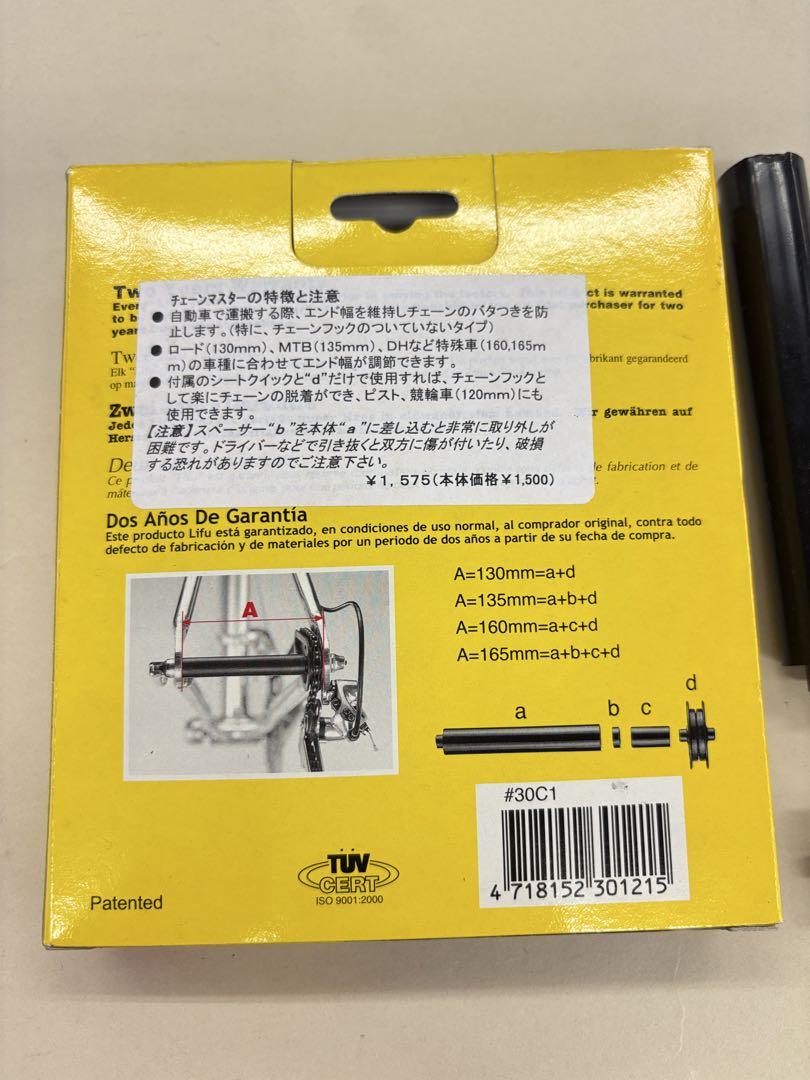 チェーンマスターの特徴と注意
● 自動車で運搬する際、エンド幅を維持しチェーンのバタつきを防
止します。(特に、チェーンフックのついていないタイプ)
● ロード(130mm)、MTB(135mm)、DHなど特殊車(160,165m
m)の車種に合わせてエンド幅が調節できます。
● 付属のシートクイックと"d"だけで使用すれば、チェーンフックと
して楽にチェーンの脱着ができ、ピスト、競輪車(120mm)にも
使用できます。
【注意】スペーサー"b"を本体"a"に差し込むと非常に取り外しが
困難です。ドライバーなどで引き抜くと双方に傷が付いたり、破損
する恐れがありますのでご注意下さい。
￥1,575(本体価格￥1,500)
Tw
ct is warranted
Ever
rchaser for two
to b
year
Tw
brikant gegarandeerd
Elk "
op ma
Zw
gewähren auf
Jede
Hers
De
le fabrication et de
Ce p
Dos Años De Garantía
Este producto Lifu está garantizado, en condiciones de uso normal, al comprador original, contra todo
defecto de fabricación y de materiales por un periodo de dos años a partir de su fecha de compra.
A
A=130mm=a+d
A=135mm=a+b+d
A=160mm=a+c+d
A=165mm=a+b+c+d
a b c d
#30C1
4 718152 301215
TÜV
CERT
ISO 9001:2000
Patented